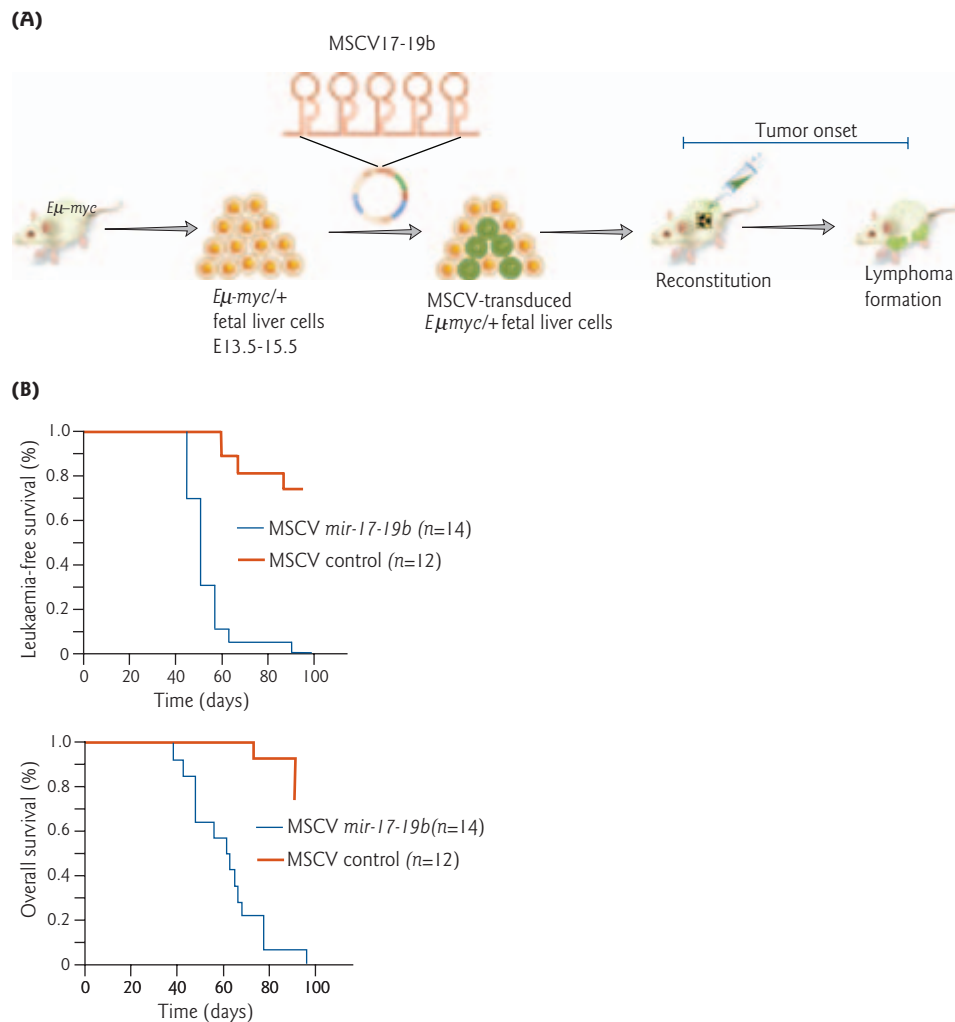 (A)
MSCV17-19b
Tumor onset
Eµ-myc
Eµ-myc/+
fetal liver cells
E13.5-15.5
MSCV-transduced
Eµmyc/+ fetal liver cells
Reconstitution
Lymphoma
formation
(B)
Leukaemia-free survival (%)
1.0
0.8
0.6
0.4
0.2
0
MSCV mir-17-19b (n=14)
MSCV control (n=12)
0 20 40 60 80 100
Time (days)
Overall survival (%)
1.0
0.8
0.6
0.4
0.2
0
MSCV mir-17-19b(n=14)
MSCV control (n=12)
0 20 40 60 80 100
Time (days)